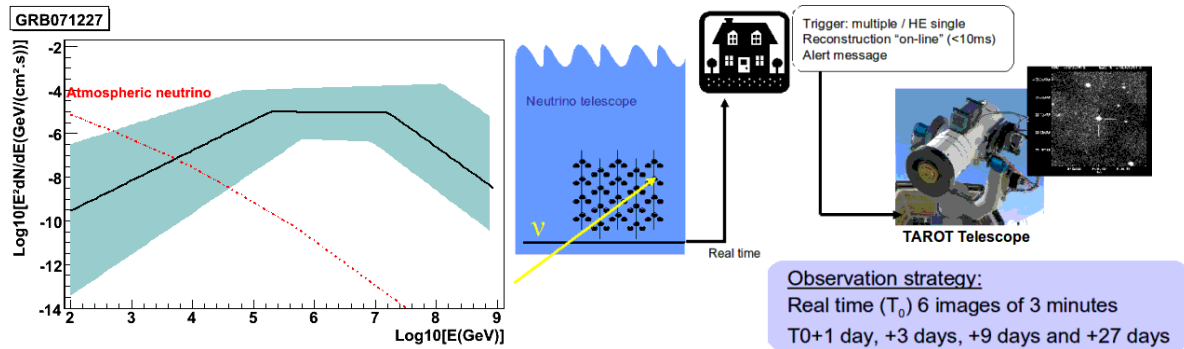 GRB071227
Log10[E²dN/dE(GeV/(cm².s))]
-2
-4
-6
-8
-10
-12
-14
Atmospheric neutrino
2 3 4 5 6 7 8 9
Log10[E(GeV)]
Neutrino telescope
ν
Real time
Trigger: multiple / HE single
Reconstruction “on-line” (<10ms)
Alert message
TAROT Telescope
Observation strategy:
Real time (T₀) 6 images of 3 minutes
T0+1 day, +3 days, +9 days and +27 days